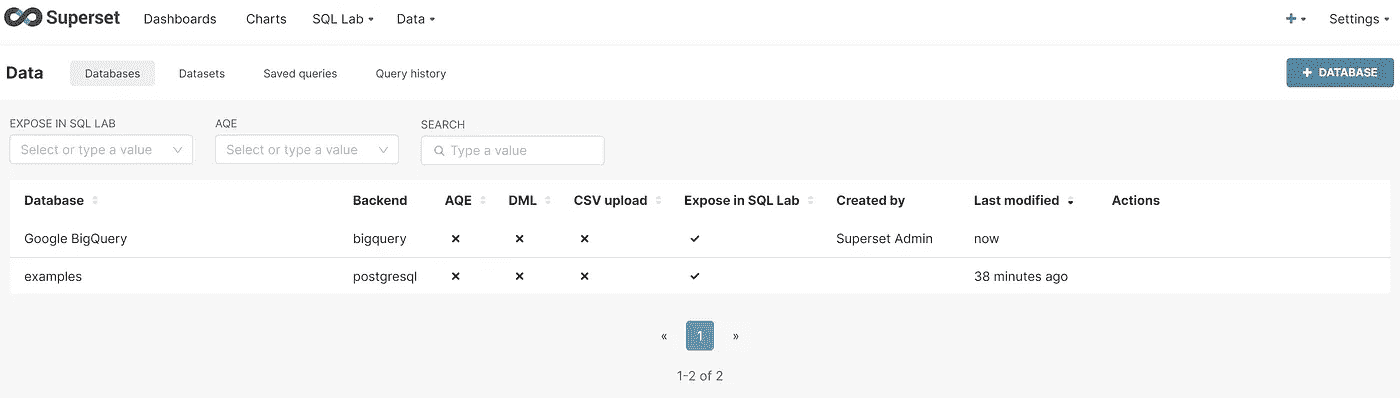 Superset Dashboards Charts SQL Lab Data + Settings
Data Databases Datasets Saved queries Query history + DATABASE
EXPOSE IN SQL LAB AQE SEARCH
Select or type a value Select or type a value Type a value
Database Backend AQE DML CSV upload Expose in SQL Lab Created by Last modified Actions
Google BigQuery bigquery × × × ✓ Superset Admin now
examples postgresql × × × ✓ 38 minutes ago
« 1 »
1-2 of 2